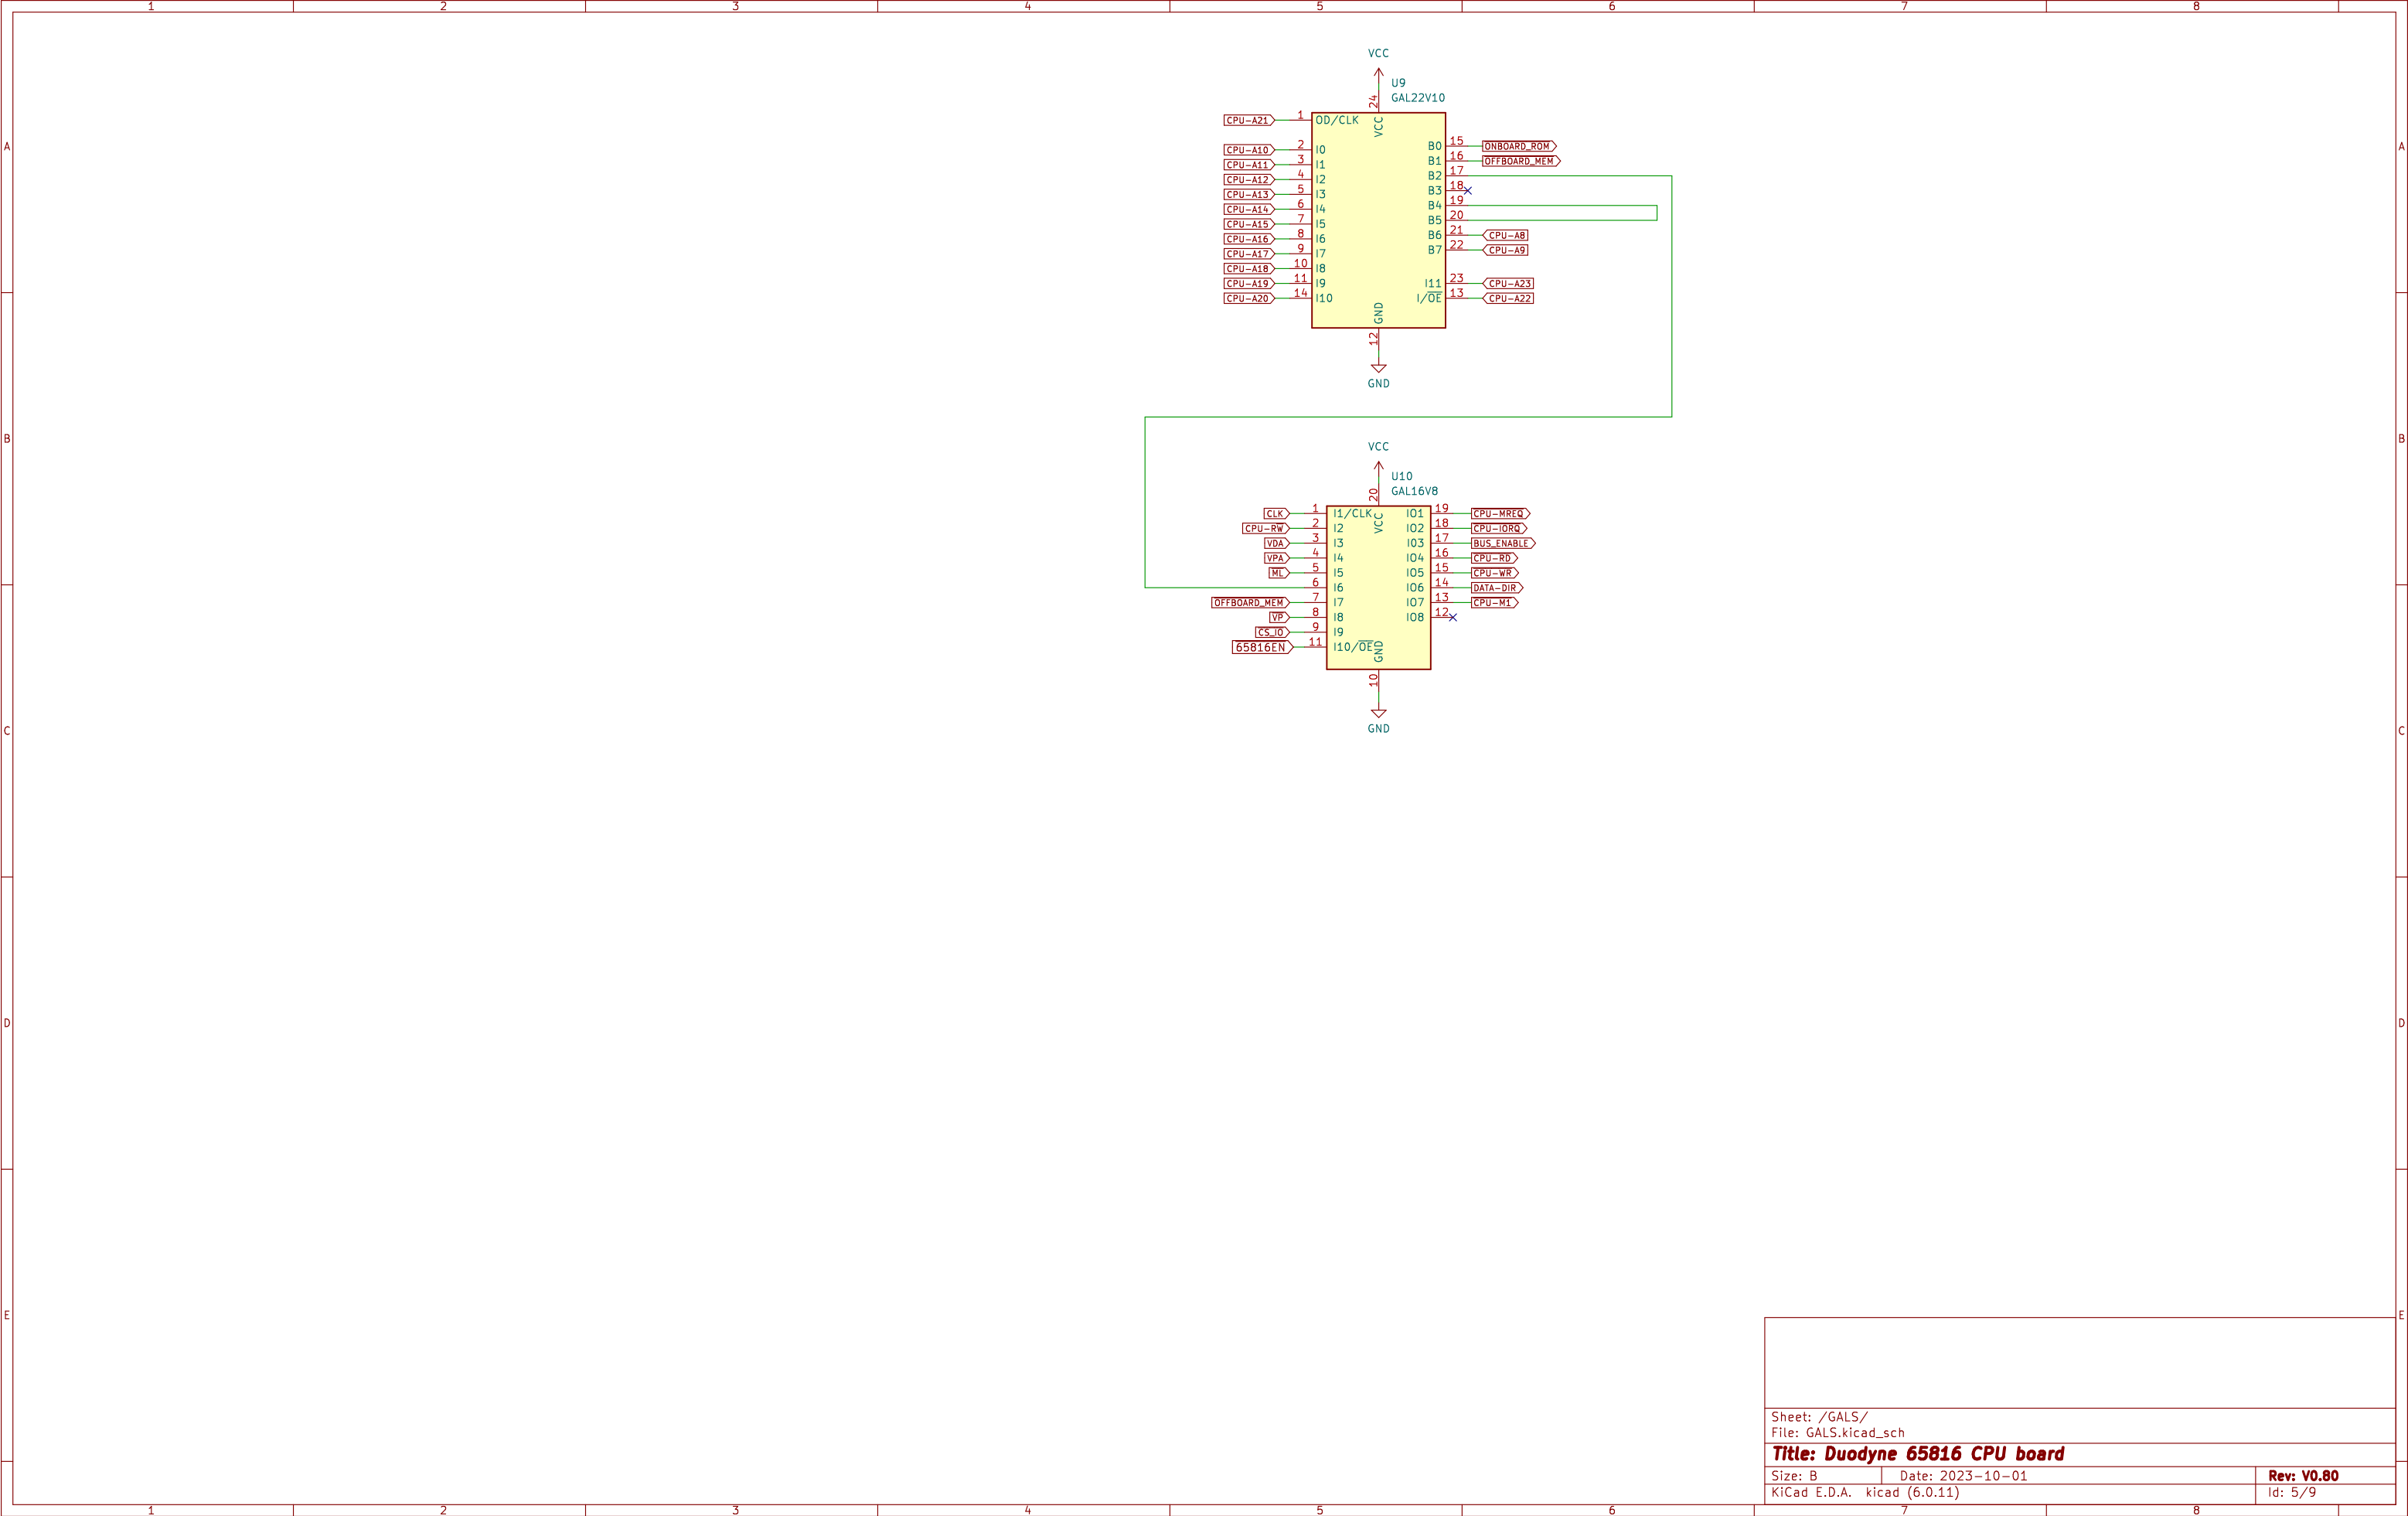 1 2 3 4 5 6 7 8
A A
B B
C C
D D
E E
VCC
U9
GAL22V10
24
VCC
CPU-A21 1 OD/CLK
CPU-A10 2 I0
CPU-A11 3 I1
CPU-A12 4 I2
CPU-A13 5 I3
CPU-A14 6 I4
CPU-A15 7 I5
CPU-A16 8 I6
CPU-A17 9 I7
CPU-A18 10 I8
CPU-A19 11 I9
CPU-A20 14 I10
B0 15 ONBOARD_ROM
B1 16 OFFBOARD_MEM
B2 17
B3 18
B4 19
B5 20
B6 21 CPU-A8
B7 22 CPU-A9
I11 23 CPU-A23
I/OE 13 CPU-A22
GND
12
GND
VCC
U10
GAL16V8
20
VCC
CLK 1 I1/CLK
CPU-RW 2 I2
VDA 3 I3
VPA 4 I4
ML 5 I5
6 I6
OFFBOARD_MEM 7 I7
VP 8 I8
CS_IO 9 I9
65816EN 11 I10/OE
IO1 19 CPU-MREQ
IO2 18 CPU-IORQ
I03 17 BUS_ENABLE
IO4 16 CPU-RD
IO5 15 CPU-WR
IO6 14 DATA-DIR
IO7 13 CPU-M1
IO8 12
GND
10
GND
Sheet: /GALS/
File: GALS.kicad_sch
Title: Duodyne 65816 CPU board
Size: B Date: 2023-10-01 Rev: V0.80
KiCad E.D.A. kicad (6.0.11) Id: 5/9
1 2 3 4 5 6 7 8